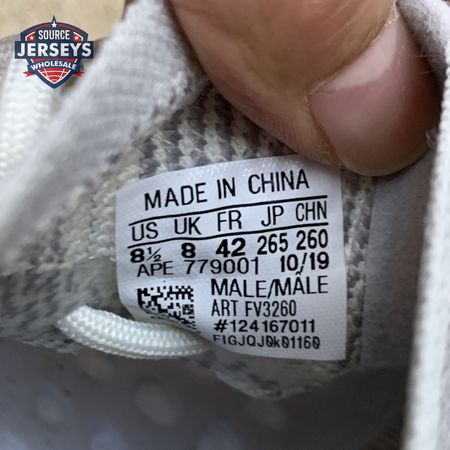 SOURCE
JERSEYS
WHOLESALE
MADE IN CHINA
US UK FR JP CHN
8½ 8 42 265 260
APE 779001 10/19
MALE/MÂLE
ART FV3260
#124167011
EIGJQJ0k01160